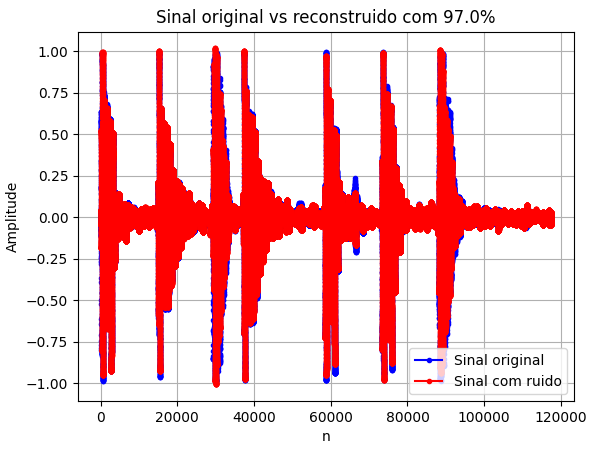 Sinal original vs reconstruido com 97.0%
1.00
0.75
0.50
0.25
0.00
−0.25
−0.50
−0.75
−1.00
Amplitude
Sinal original
Sinal com ruido
0 20000 40000 60000 80000 100000 120000
n